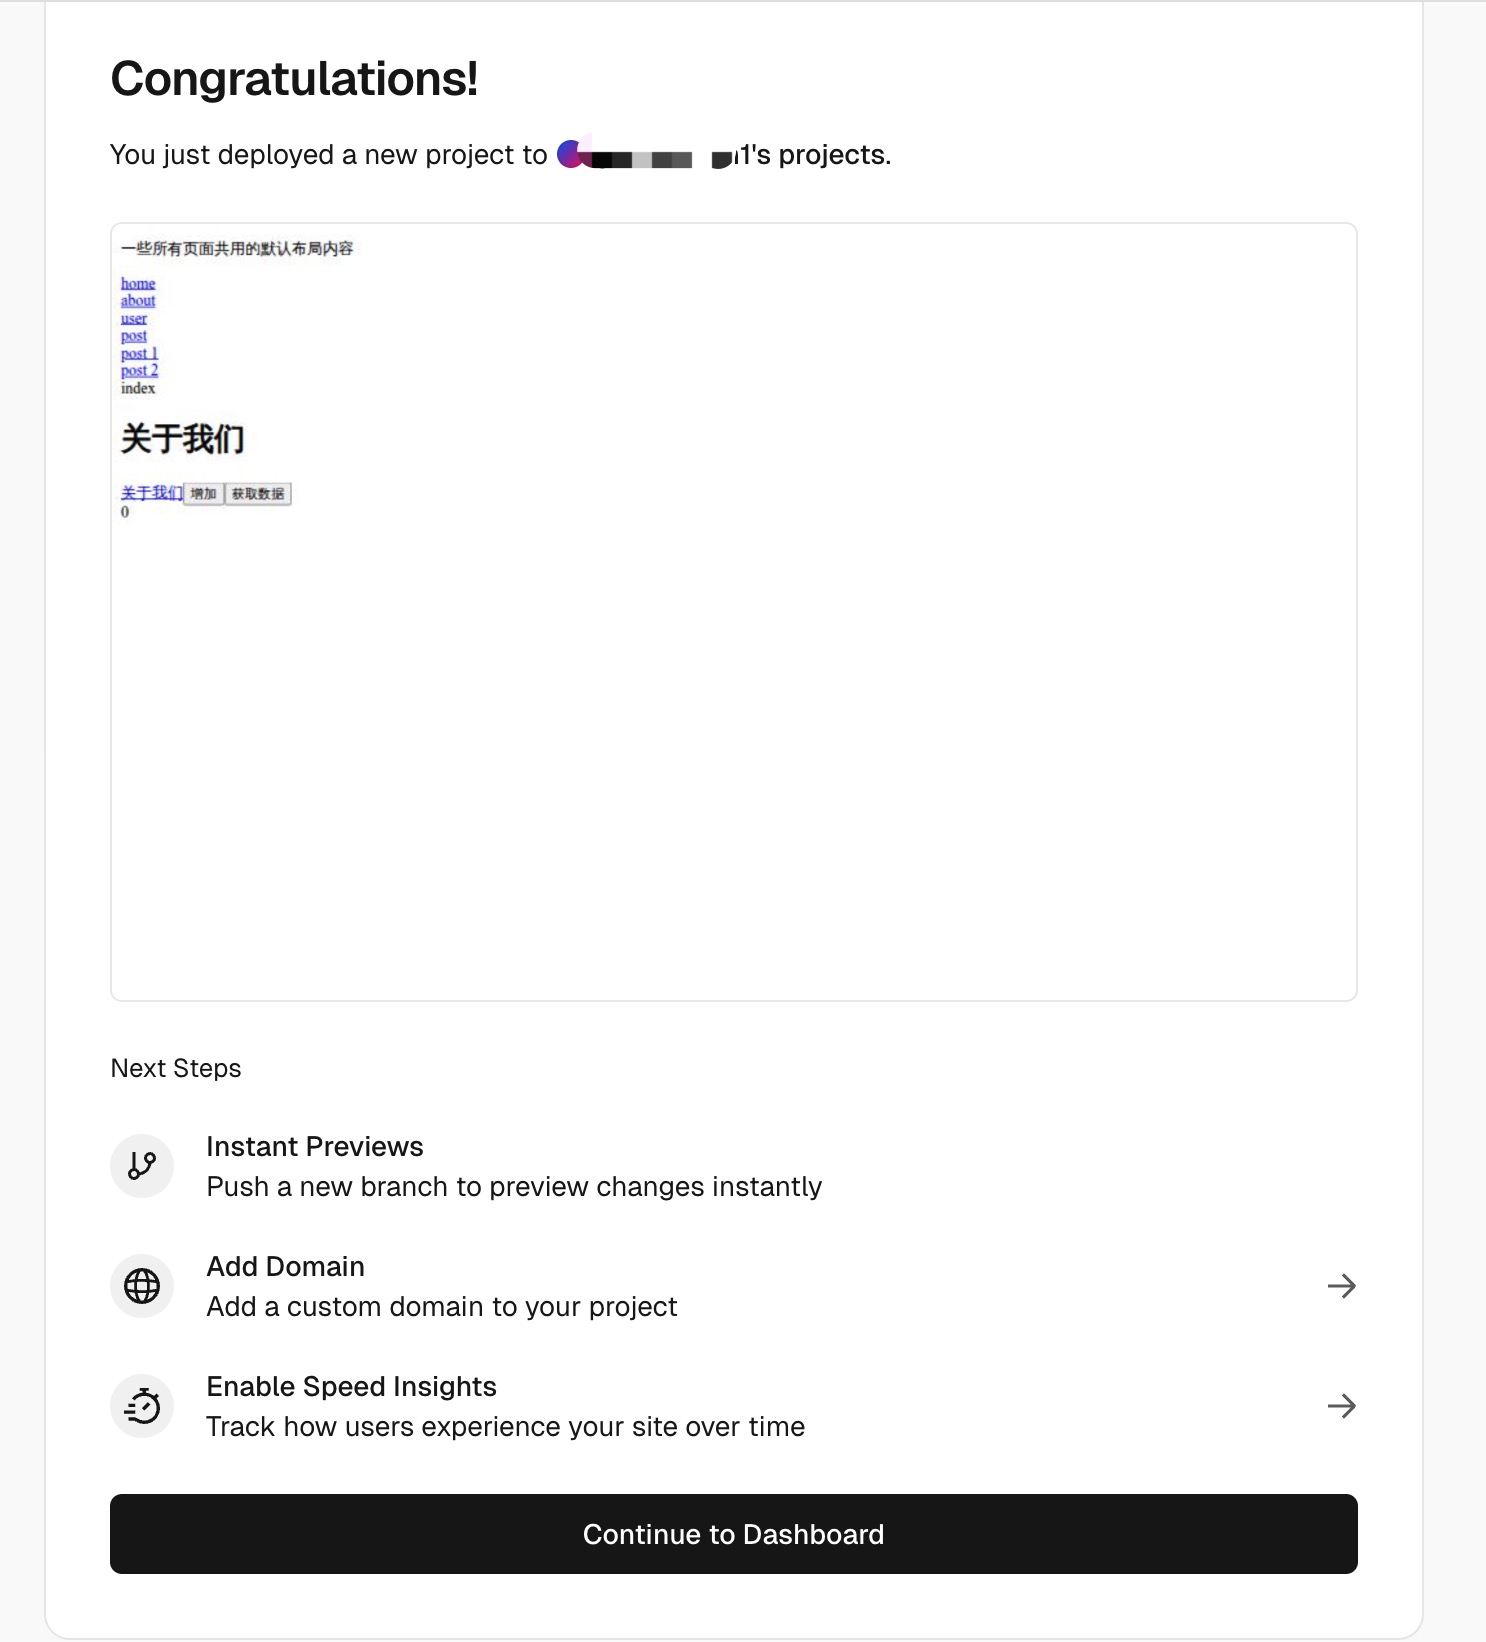 Congratulations!
You just deployed a new project to 1's projects.
一些所有页面共用的默认布局内容
home
about
user
post
post 1
post 2
index
关于我们
关于我们 增加 获取数据
0
Next Steps
Instant Previews
Push a new branch to preview changes instantly
Add Domain
Add a custom domain to your project
Enable Speed Insights
Track how users experience your site over time
Continue to Dashboard